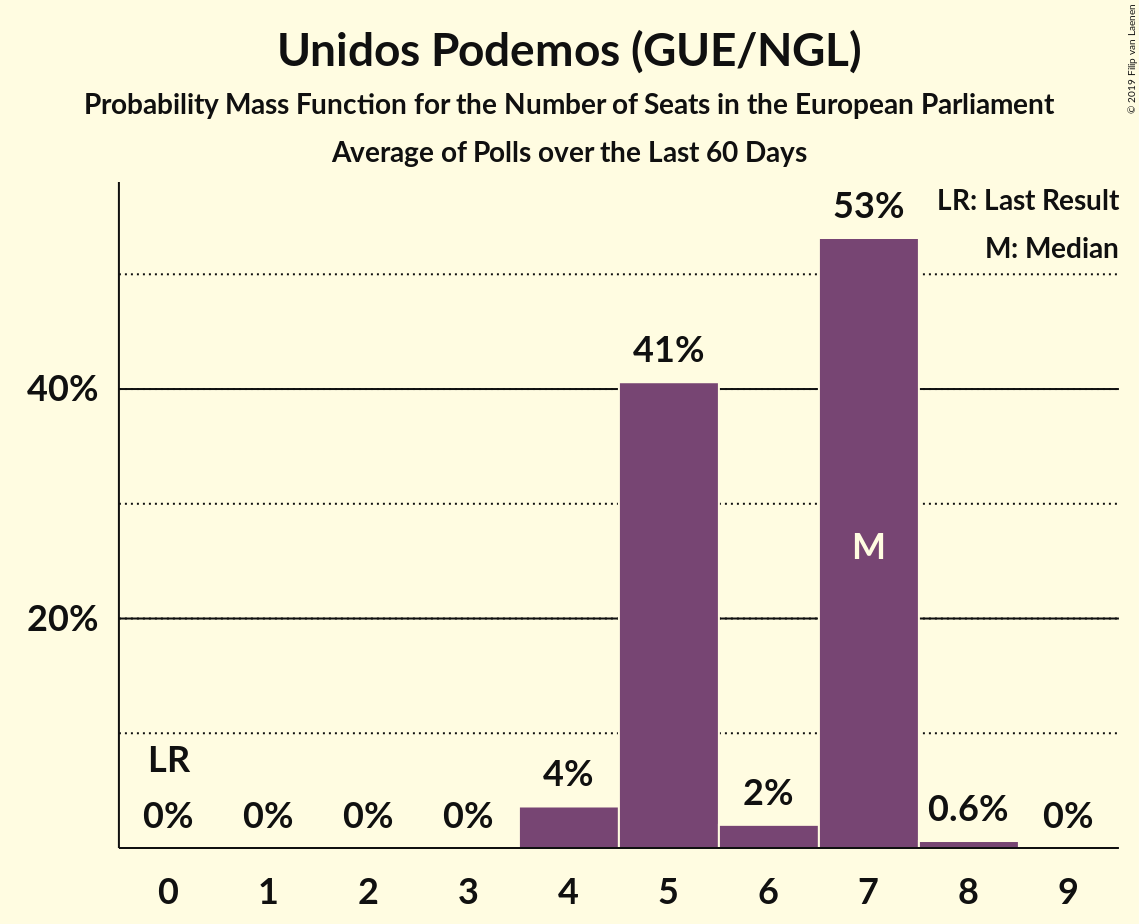 Unidos Podemos (GUE/NGL)
Probability Mass Function for the Number of Seats in the European Parliament
Average of Polls over the Last 60 Days
© 2019 Filip van Laenen
LR: Last Result
M: Median
53%
41%
40%
M
20%
LR
0%
0%
0%
0%
4%
2%
0.6%
0%
0 1 2 3 4 5 6 7 8 9